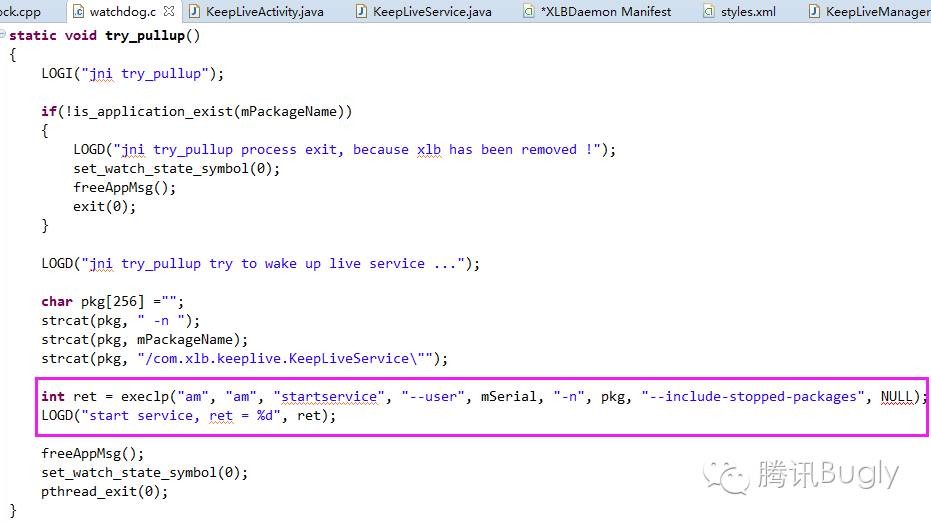 ock.cpp watchdog.c KeepLiveActivity.java KeepLiveService.java *XLBDaemon Manifest styles.xml KeepLiveManager
static void try_pullup()
{
    LOGI("jni try_pullup");
    if(!is_application_exist(mPackageName))
    {
        LOGD("jni try_pullup process exit, because xlb has been removed !");
        set_watch_state_symbol(0);
        freeAppMsg();
        exit(0);
    }
    LOGD("jni try_pullup try to wake up live service ...");
    char pkg[256] ="";
    strcat(pkg, " -n ");
    strcat(pkg, mPackageName);
    strcat(pkg, "/com.xlb.keeplive.KeepLiveService\"");
    int ret = execlp("am", "am", "startservice", "--user", mSerial, "-n", pkg, "--include-stopped-packages", NULL);
    LOGD("start service, ret = %d", ret);
    freeAppMsg();
    set_watch_state_symbol(0);
    pthread_exit(0);
}
腾讯Bugly